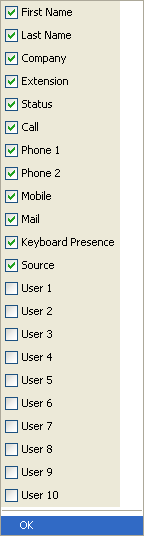 First Name
Last Name
Company
Extension
Status
Call
Phone 1
Phone 2
Mobile
Mail
Keyboard Presence
Source
User 1
User 2
User 3
User 4
User 5
User 6
User 7
User 8
User 9
User 10
OK